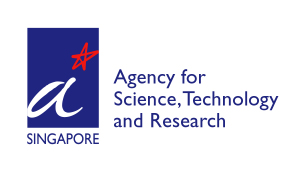 a
SINGAPORE
Agency for
Science, Technology
and Research